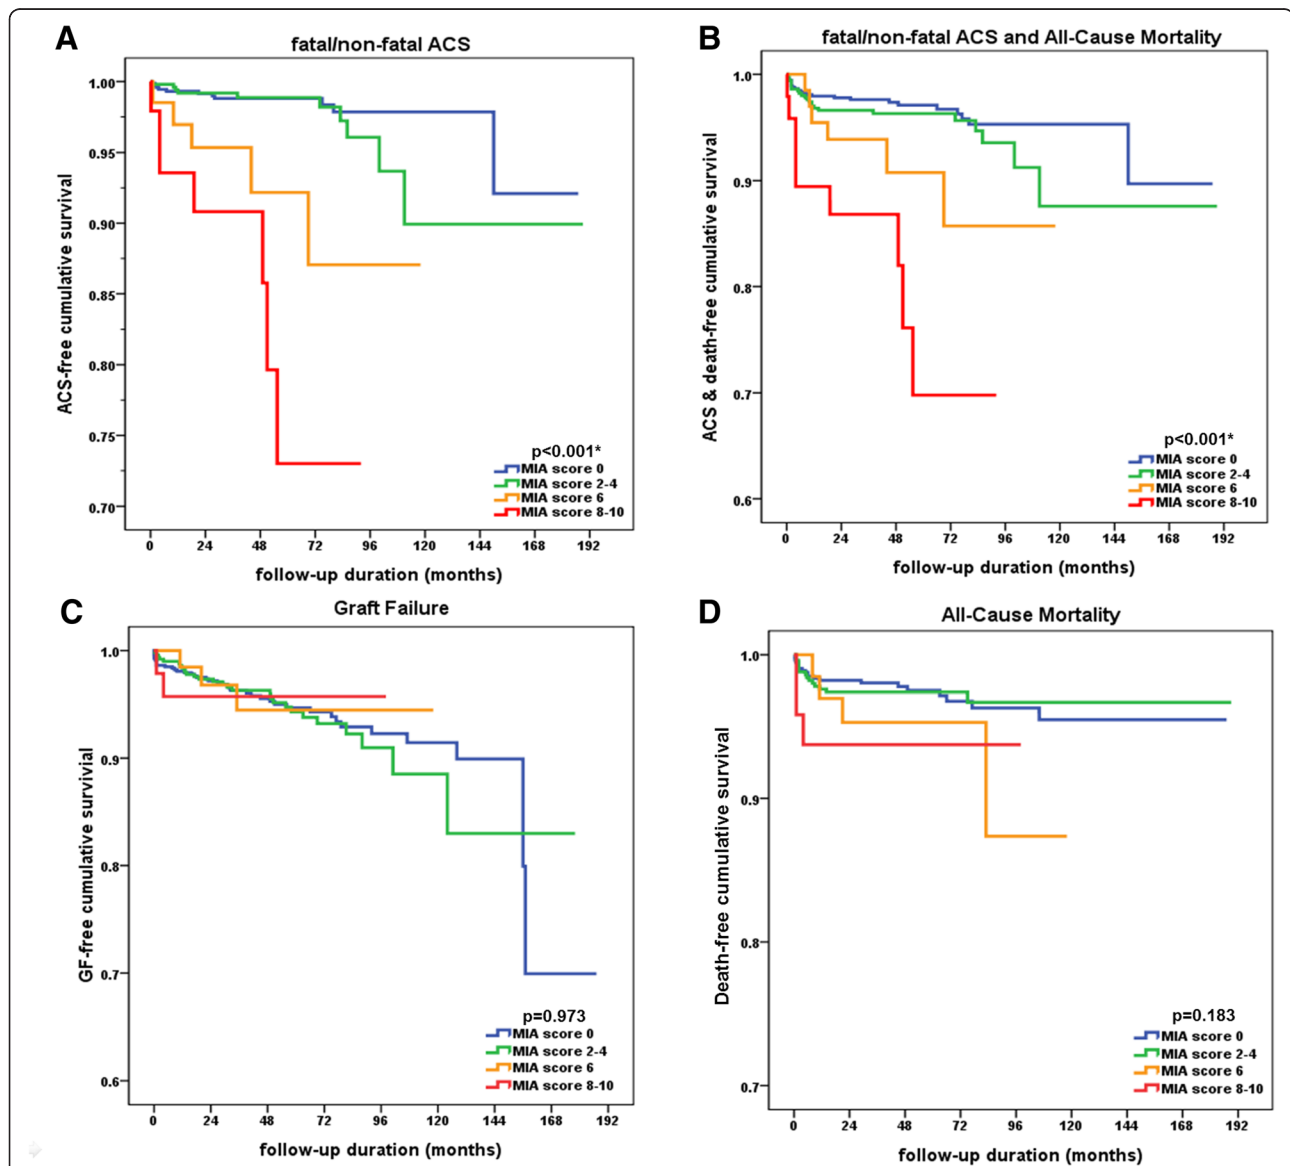 A
fatal/non-fatal ACS
ACS-free cumulative survival
1.00
0.95
0.90
0.85
0.80
0.75
0.70
p<0.001*
MIA score 0
MIA score 2-4
MIA score 6
MIA score 8-10
0 24 48 72 96 120 144 168 192
follow-up duration (months)
B
fatal/non-fatal ACS and All-Cause Mortality
ACS & death-free cumulative survival
1.0
0.9
0.8
0.7
0.6
p<0.001*
MIA score 0
MIA score 2-4
MIA score 6
MIA score 8-10
0 24 48 72 96 120 144 168 192
follow-up duration (months)
C
Graft Failure
GF-free cumulative survivial
1.0
0.9
0.8
0.7
0.6
p=0.973
MIA score 0
MIA score 2-4
MIA score 6
MIA score 8-10
0 24 48 72 96 120 144 168 192
follow-up duration (months)
D
All-Cause Mortality
Death-free cumulative survival
1.0
0.9
0.8
0.7
p=0.183
MIA score 0
MIA score 2-4
MIA score 6
MIA score 8-10
0 24 48 72 96 120 144 168 192
follow-up duration (months)